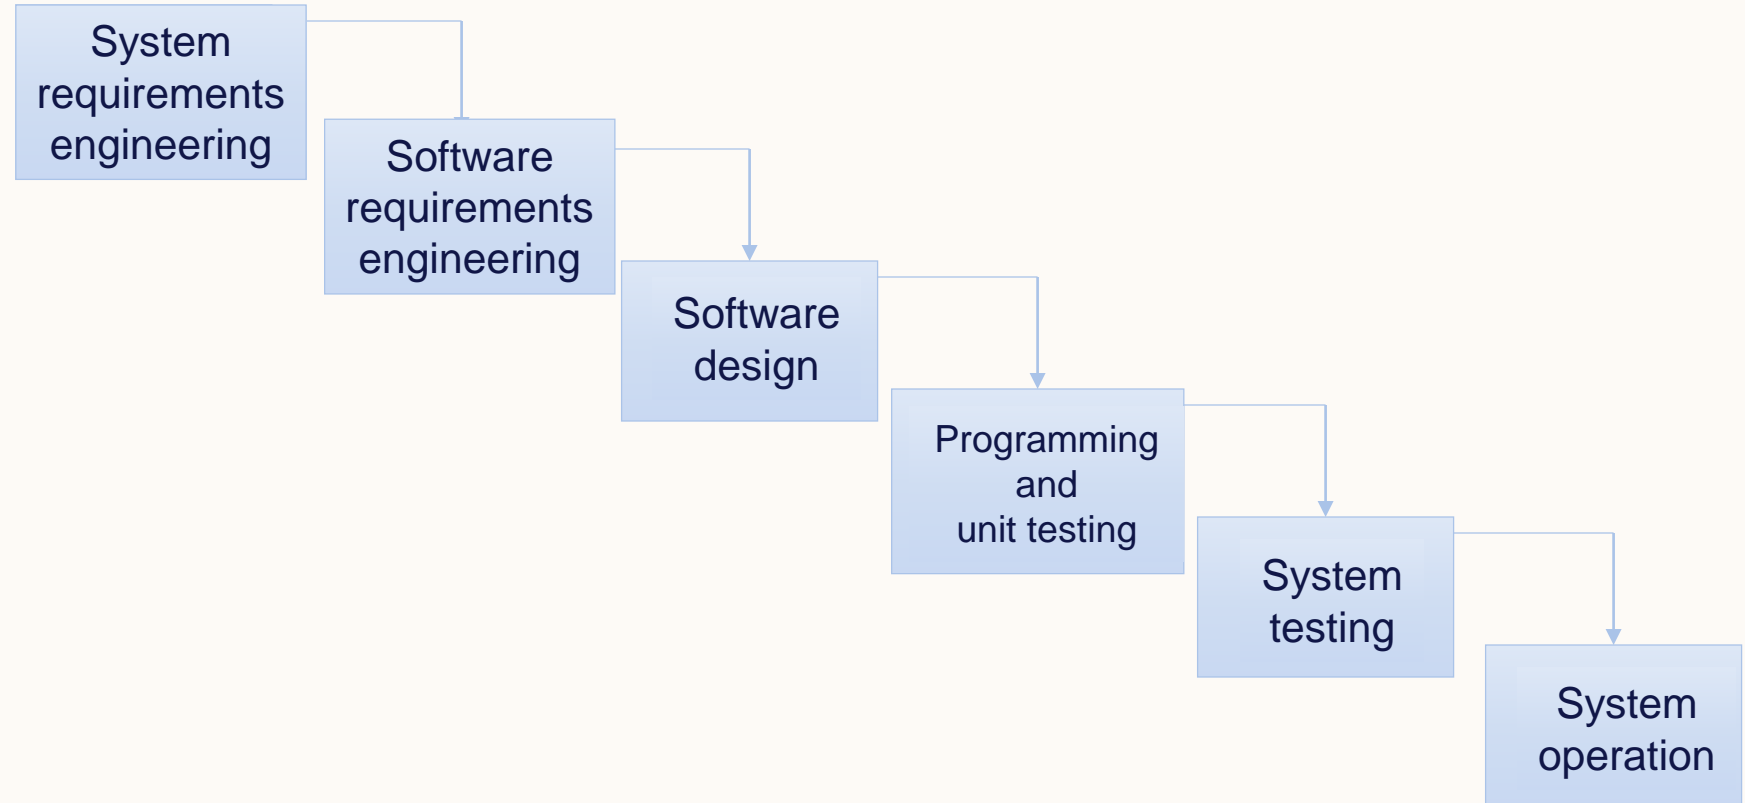 System
requirements
engineering
Software
requirements
engineering
Software
design
Programming
and
unit testing
System
testing
System
operation